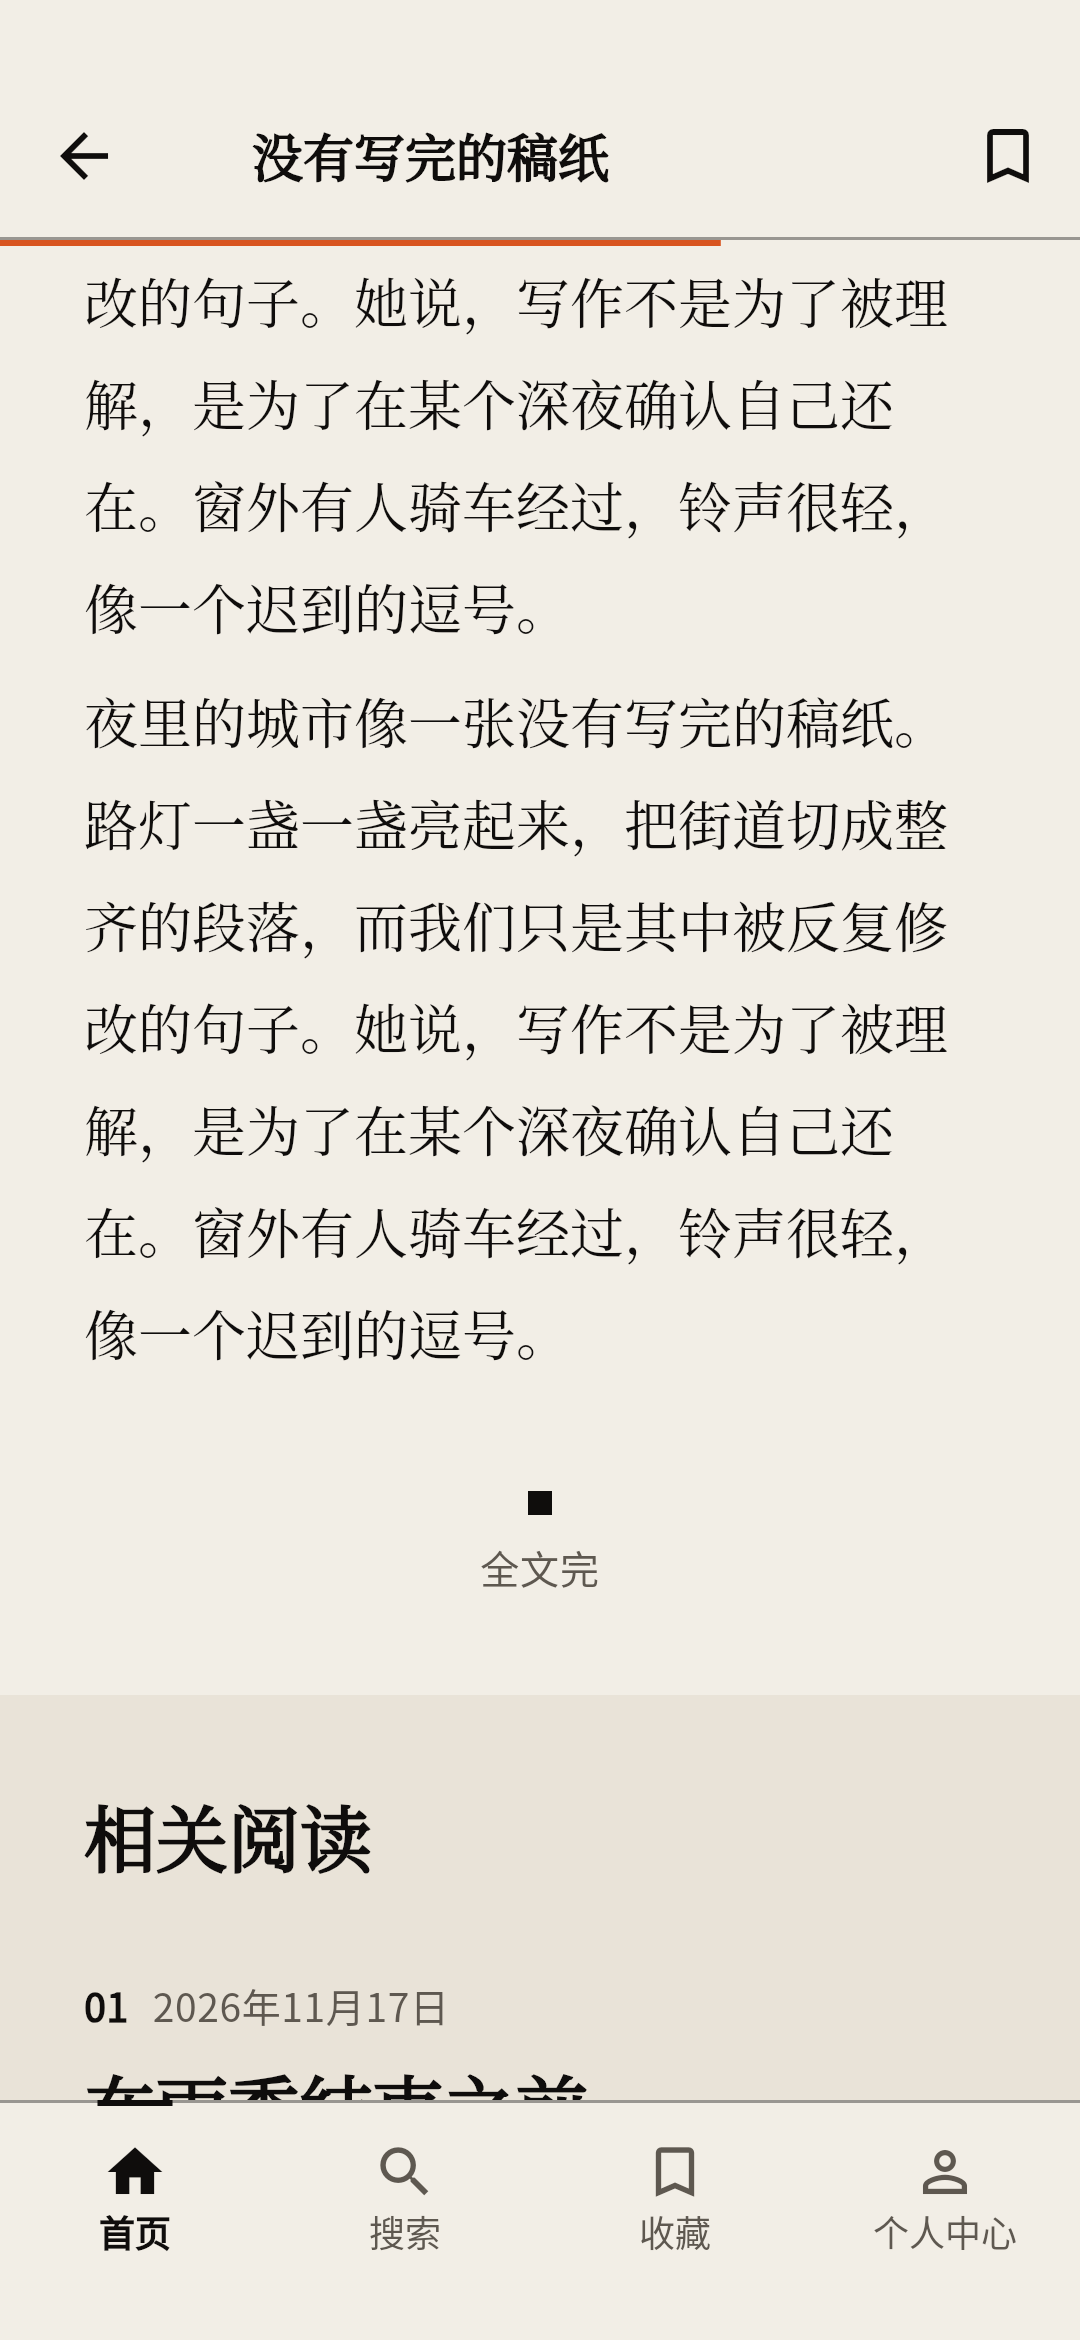 没有写完的稿纸
改的句子。她说，写作不是为了被理
解，是为了在某个深夜确认自己还
在。窗外有人骑车经过，铃声很轻，
像一个迟到的逗号。
夜里的城市像一张没有写完的稿纸。
路灯一盏一盏亮起来，把街道切成整
齐的段落，而我们只是其中被反复修
改的句子。她说，写作不是为了被理
解，是为了在某个深夜确认自己还
在。窗外有人骑车经过，铃声很轻，
像一个迟到的逗号。
全文完
相关阅读
01 2026年11月17日
首页
搜索
收藏
个人中心